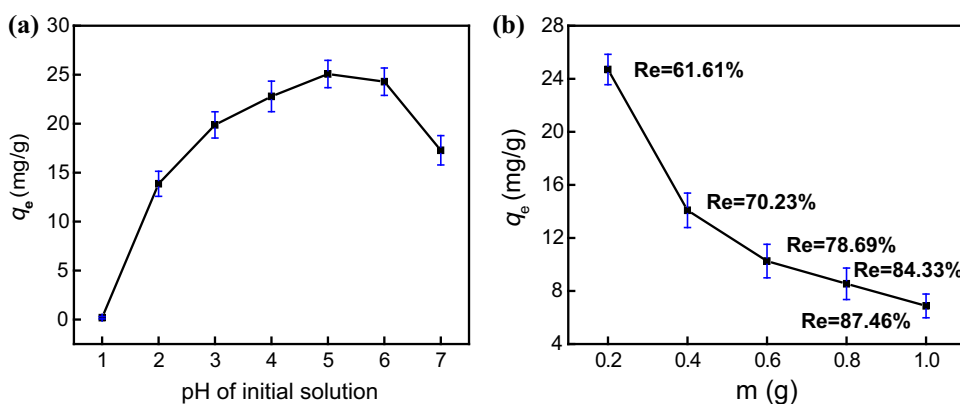 (a)
30
25
20
15
10
5
0
qe (mg/g)
1 2 3 4 5 6 7
pH of initial solution
(b)
28
24
20
16
12
8
4
qe (mg/g)
Re=61.61%
Re=70.23%
Re=78.69%
Re=84.33%
Re=87.46%
0.2 0.4 0.6 0.8 1.0
m (g)